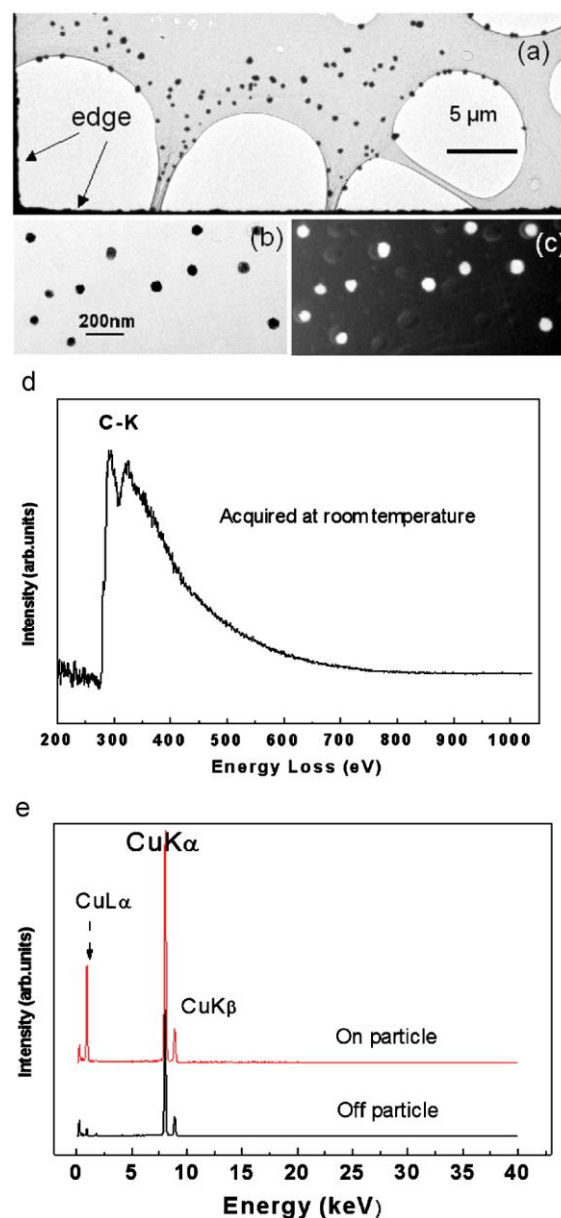 (a)
edge
5 µm
(b)
(c)
200nm
d
C-K
Acquired at room temperature
Intensity (arb.units)
200 300 400 500 600 700 800 900 1000
Energy Loss (eV)
e
CuKα
CuLα
CuKβ
On particle
Off particle
Intensity (arb.units)
0 5 10 15 20 25 30 35 40
Energy (keV)